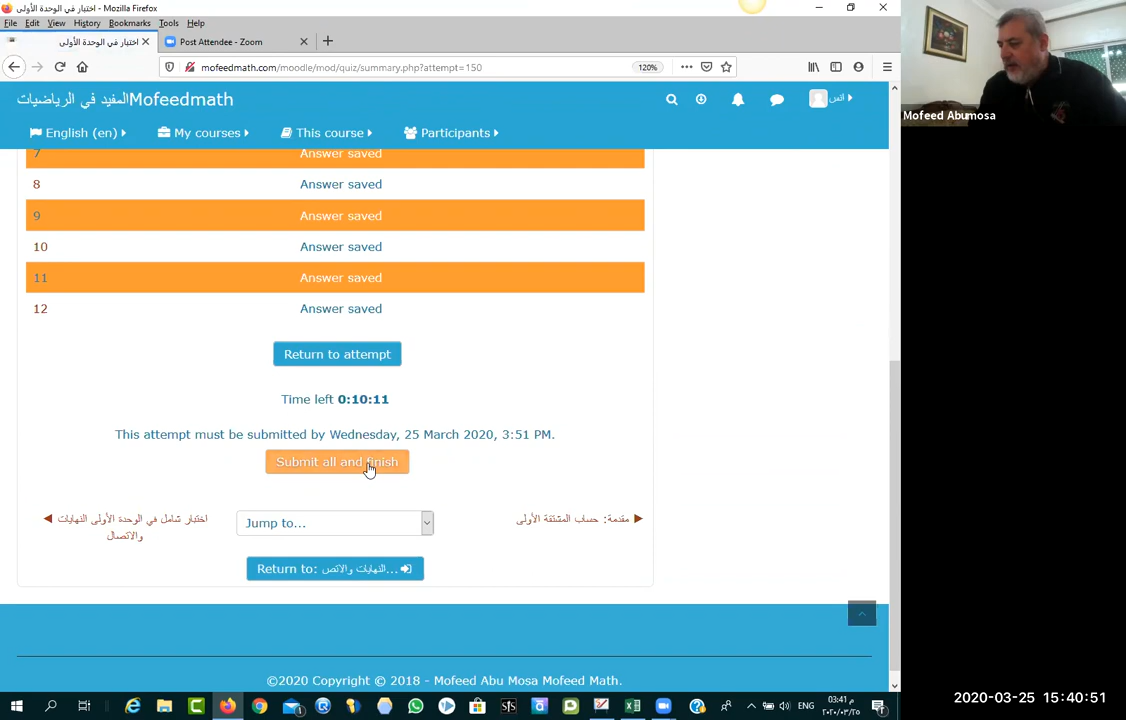 اختبار في الوحدة الأولى - Mozilla Firefox
File Edit View History Bookmarks Tools Help
اختبار في الوحدة الأولى
Post Attendee - Zoom
mofeedmath.com/moodle/mod/quiz/summary.php?attempt=150
120%
المفيد في الرياضياتMofeedmath
انس
English (en)
My courses
This course
Participants
7 Answer saved
8 Answer saved
9 Answer saved
10 Answer saved
11 Answer saved
12 Answer saved
Return to attempt
Time left 0:10:11
This attempt must be submitted by Wednesday, 25 March 2020, 3:51 PM.
Submit all and finish
اختبار شامل في الوحدة الأولى النهايات
والاتصال
Jump to...
مقدمة: حساب المشتقة الأولى
Return to: النهايات والاتص...
©2020 Copyright © 2018 - Mofeed Abu Mosa Mofeed Math.
ENG
03:41 م
٢٠٢٠/٠٣/٢٥
Mofeed Abumosa
2020-03-25 15:40:51